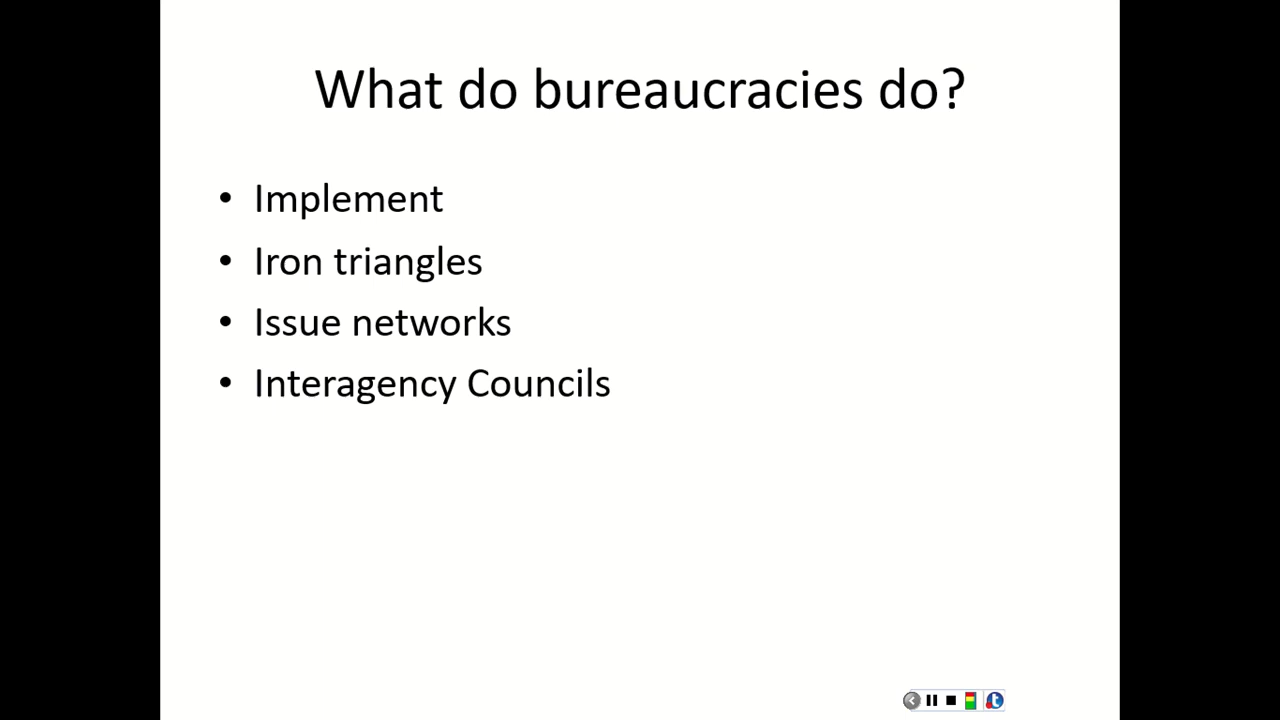 What do bureaucracies do?
• Implement
• Iron triangles
• Issue networks
• Interagency Councils